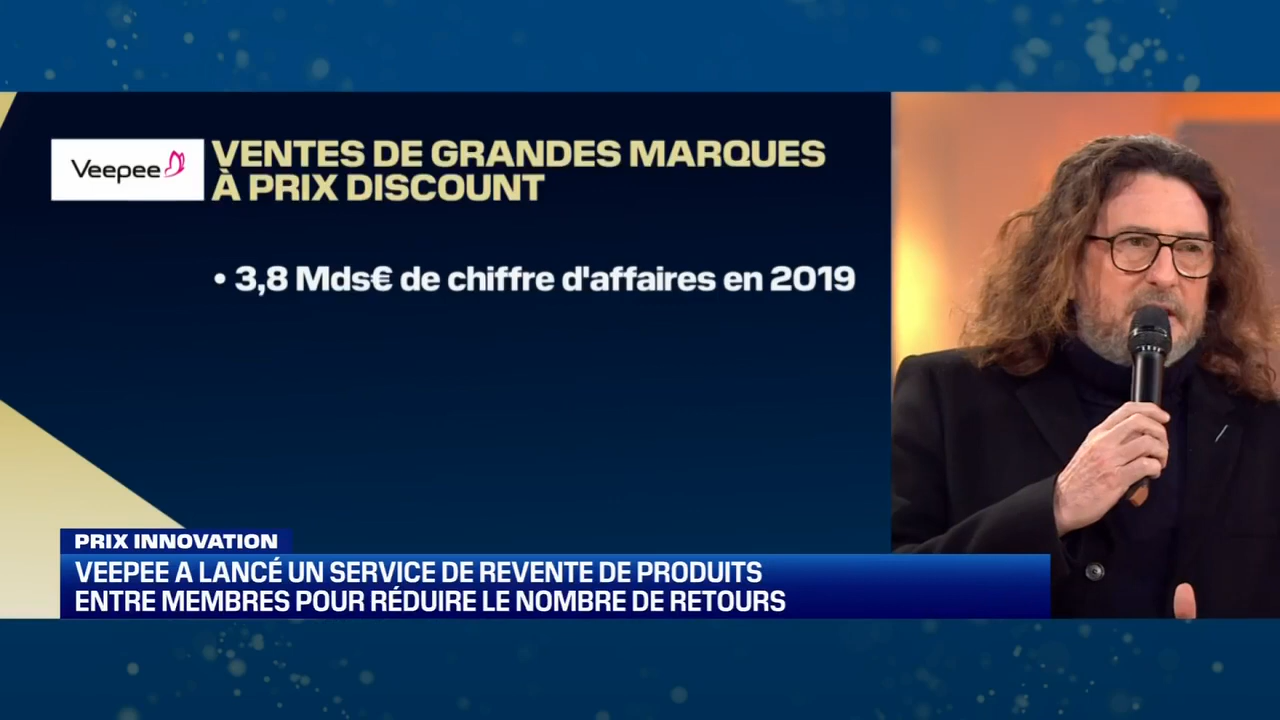 Veepee
VENTES DE GRANDES MARQUES
À PRIX DISCOUNT
• 3,8 Mds€ de chiffre d'affaires en 2019
PRIX INNOVATION
VEEPEE A LANCÉ UN SERVICE DE REVENTE DE PRODUITS
ENTRE MEMBRES POUR RÉDUIRE LE NOMBRE DE RETOURS